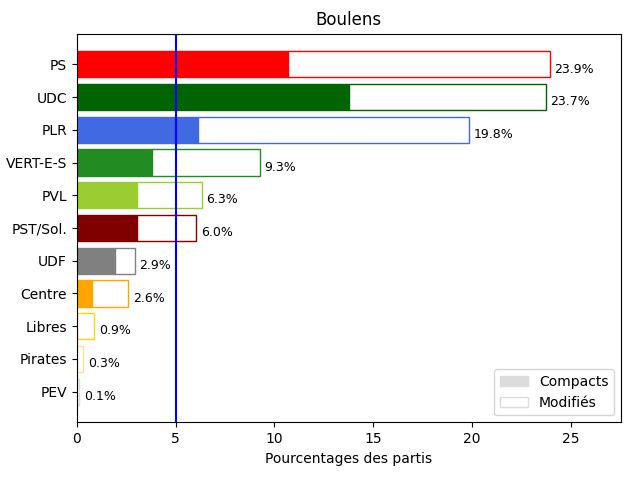 Boulens
PS 23.9%
UDC 23.7%
PLR 19.8%
VERT-E-S 9.3%
PVL 6.3%
PST/Sol. 6.0%
UDF 2.9%
Centre 2.6%
Libres 0.9%
Pirates 0.3%
PEV 0.1%
Compacts
Modifiés
0 5 10 15 20 25
Pourcentages des partis